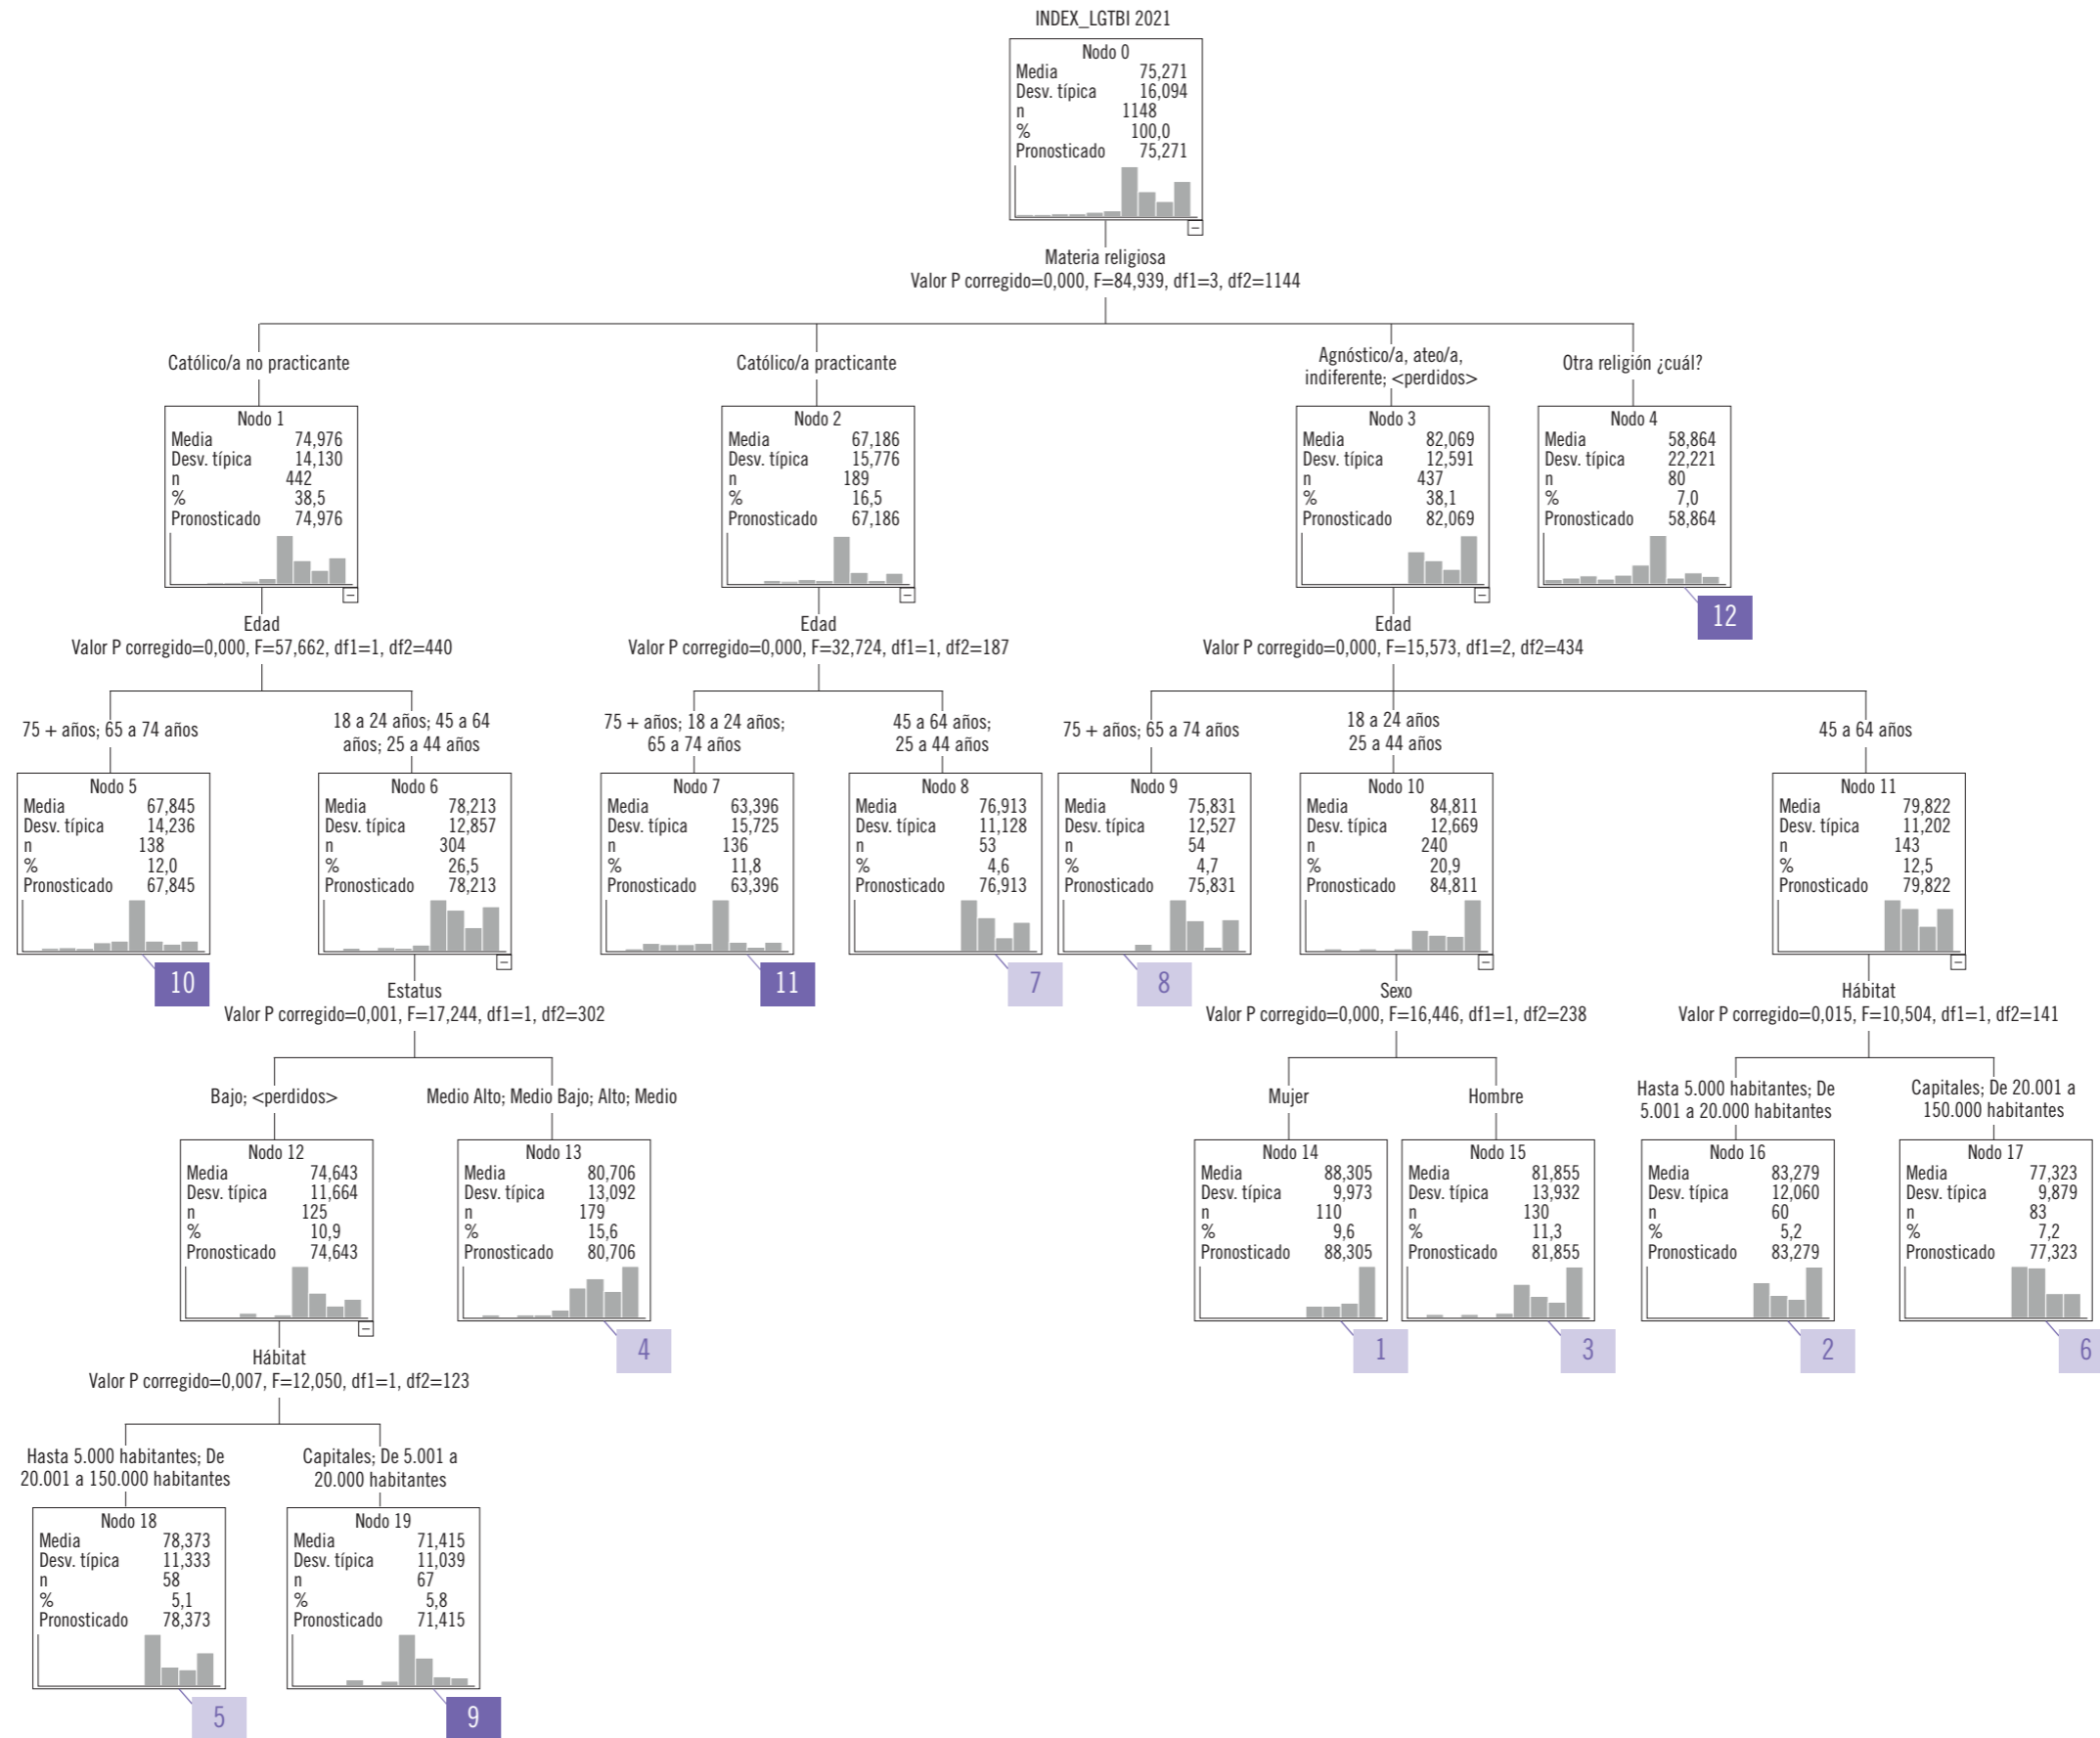 INDEX_LGTBI 2021
Nodo 0
Media 75,271
Desv. típica 16,094
n 1148
% 100,0
Pronosticado 75,271
Materia religiosa
Valor P corregido=0,000, F=84,939, df1=3, df2=1144
Católico/a no practicante
Nodo 1
Media 74,976
Desv. típica 14,130
n 442
% 38,5
Pronosticado 74,976
Católico/a practicante
Nodo 2
Media 67,186
Desv. típica 15,776
n 189
% 16,5
Pronosticado 67,186
Agnóstico/a, ateo/a,
indiferente; <perdidos>
Nodo 3
Media 82,069
Desv. típica 12,591
n 437
% 38,1
Pronosticado 82,069
Otra religión ¿cuál?
Nodo 4
Media 58,864
Desv. típica 22,221
n 80
% 7,0
Pronosticado 58,864
12
Edad
Valor P corregido=0,000, F=57,662, df1=1, df2=440
Edad
Valor P corregido=0,000, F=32,724, df1=1, df2=187
Edad
Valor P corregido=0,000, F=15,573, df1=2, df2=434
75 + años; 65 a 74 años
Nodo 5
Media 67,845
Desv. típica 14,236
n 138
% 12,0
Pronosticado 67,845
10
18 a 24 años; 45 a 64
años; 25 a 44 años
Nodo 6
Media 78,213
Desv. típica 12,857
n 304
% 26,5
Pronosticado 78,213
75 + años; 18 a 24 años;
65 a 74 años
Nodo 7
Media 63,396
Desv. típica 15,725
n 136
% 11,8
Pronosticado 63,396
11
45 a 64 años;
25 a 44 años
Nodo 8
Media 76,913
Desv. típica 11,128
n 53
% 4,6
Pronosticado 76,913
7
75 + años; 65 a 74 años
Nodo 9
Media 75,831
Desv. típica 12,527
n 54
% 4,7
Pronosticado 75,831
8
18 a 24 años
25 a 44 años
Nodo 10
Media 84,811
Desv. típica 12,669
n 240
% 20,9
Pronosticado 84,811
45 a 64 años
Nodo 11
Media 79,822
Desv. típica 11,202
n 143
% 12,5
Pronosticado 79,822
Estatus
Valor P corregido=0,001, F=17,244, df1=1, df2=302
Sexo
Valor P corregido=0,000, F=16,446, df1=1, df2=238
Hábitat
Valor P corregido=0,015, F=10,504, df1=1, df2=141
Bajo; <perdidos>
Nodo 12
Media 74,643
Desv. típica 11,664
n 125
% 10,9
Pronosticado 74,643
Medio Alto; Medio Bajo; Alto; Medio
Nodo 13
Media 80,706
Desv. típica 13,092
n 179
% 15,6
Pronosticado 80,706
4
Mujer
Nodo 14
Media 88,305
Desv. típica 9,973
n 110
% 9,6
Pronosticado 88,305
1
Hombre
Nodo 15
Media 81,855
Desv. típica 13,932
n 130
% 11,3
Pronosticado 81,855
3
Hasta 5.000 habitantes; De
5.001 a 20.000 habitantes
Nodo 16
Media 83,279
Desv. típica 12,060
n 60
% 5,2
Pronosticado 83,279
2
Capitales; De 20.001 a
150.000 habitantes
Nodo 17
Media 77,323
Desv. típica 9,879
n 83
% 7,2
Pronosticado 77,323
6
Hábitat
Valor P corregido=0,007, F=12,050, df1=1, df2=123
Hasta 5.000 habitantes; De
20.001 a 150.000 habitantes
Nodo 18
Media 78,373
Desv. típica 11,333
n 58
% 5,1
Pronosticado 78,373
5
Capitales; De 5.001 a
20.000 habitantes
Nodo 19
Media 71,415
Desv. típica 11,039
n 67
% 5,8
Pronosticado 71,415
9